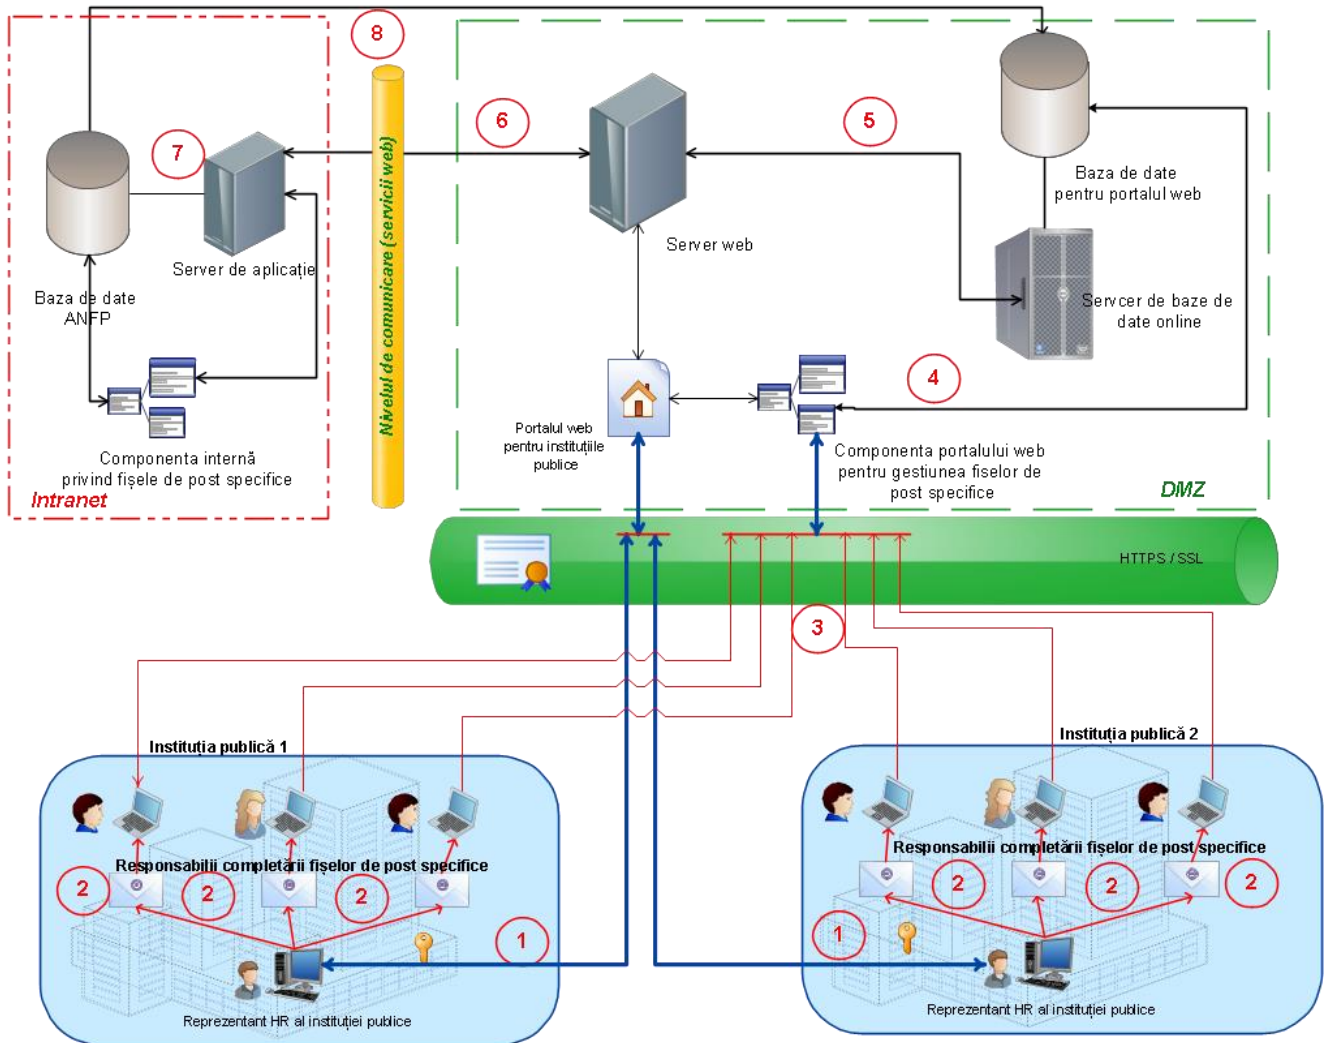 8
6
5
7
Nivelul de comunicare (servicii web)
Baza de date
pentru portalul web
Server web
Server de aplicație
Baza de date
ANFP
Servcer de baze de
date online
4
Portalul web
pentru instituțiile
publice
Componenta portalului web
pentru gestiunea fiselor de
post specifice
Componenta internă
privind fișele de post specifice
Intranet
DMZ
HTTPS / SSL
3
Instituția publică 1
Instituția publică 2
Responsabilii completării fișelor de post specifice
Responsabilii completării fișelor de post specifice
2
2
2
2
2
2
1
1
Reprezentant HR al instituției publice
Reprezentant HR al instituției publice